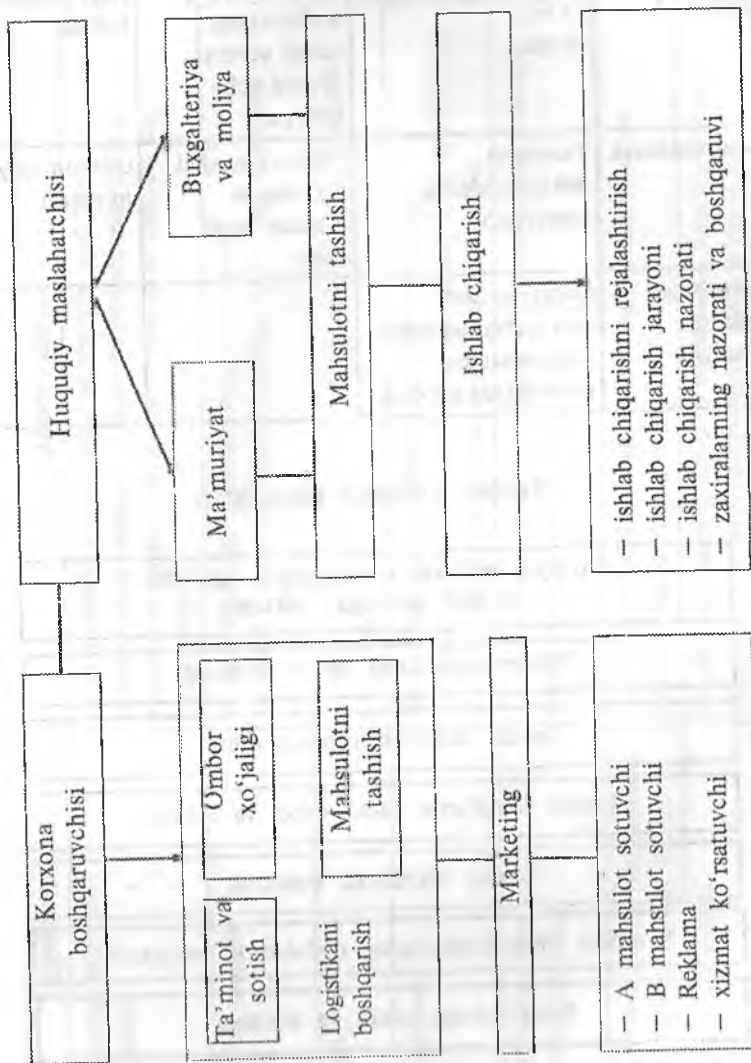 Korxona
boshqaruvchisi
Ta'minot va
sotish
Ombor
xo'jaligi
Logistikani
boshqarish
Mahsulotni
tashish
Marketing
– A mahsulot sotuvchi
– B mahsulot sotuvchi
– Reklama
– xizmat ko'rsatuvchi
Huquqiy maslahatchisi
Ma'muriyat
Buxgalteriya
va moliya
Mahsulotni tashish
Ishlab chiqarish
– ishlab chiqarishni rejalashtirish
– ishlab chiqarish jarayoni
– ishlab chiqarish nazorati
– zaxiralarning nazorati va boshqaruvi